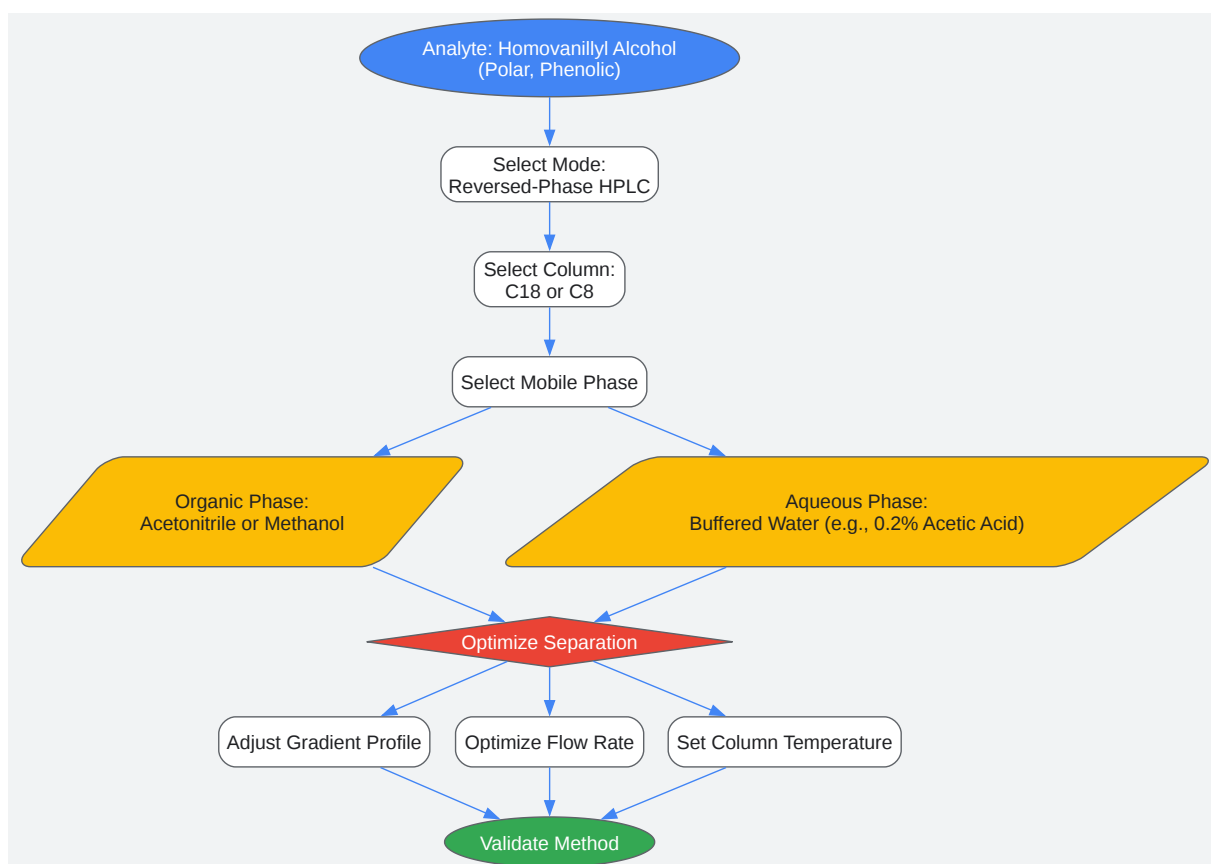 Analyte: Homovanillyl Alcohol
(Polar, Phenolic)
Select Mode:
Reversed-Phase HPLC
Select Column:
C18 or C8
Select Mobile Phase
Organic Phase:
Acetonitrile or Methanol
Aqueous Phase:
Buffered Water (e.g., 0.2% Acetic Acid)
Optimize Separation
Adjust Gradient Profile
Optimize Flow Rate
Set Column Temperature
Validate Method